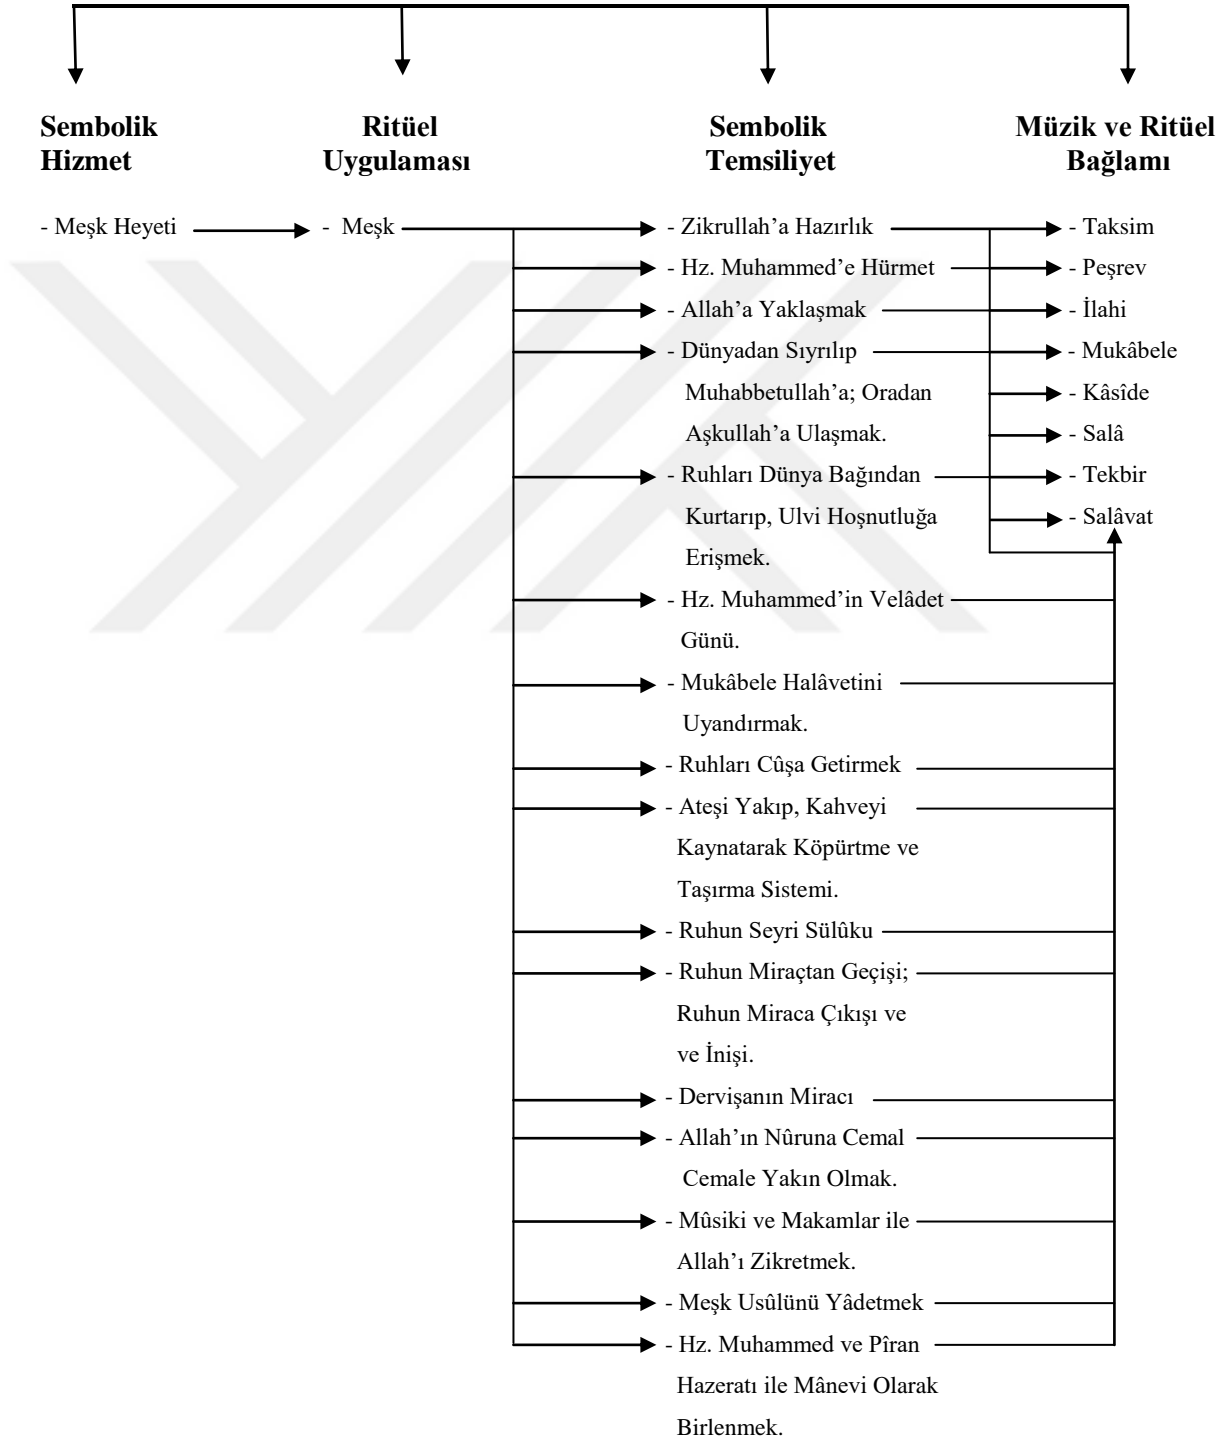 Sembolik
Hizmet
Ritüel
Uygulaması
Sembolik
Temsiliyet
Müzik ve Ritüel
Bağlamı
- Meşk Heyeti
- Meşk
- Zikrullah’a Hazırlık
- Hz. Muhammed’e Hürmet
- Allah’a Yaklaşmak
- Dünyadan Sıyrılıp
Muhabbetullah’a; Oradan
Aşkullah’a Ulaşmak.
- Ruhları Dünya Bağından
Kurtarıp, Ulvi Hoşnutluğa
Erişmek.
- Hz. Muhammed’in Velâdet
Günü.
- Mukâbele Halâvetini
Uyandırmak.
- Ruhları Cûşa Getirmek
- Ateşi Yakıp, Kahveyi
Kaynatarak Köpürtme ve
Taşırma Sistemi.
- Ruhun Seyri Sülûku
- Ruhun Miraçtan Geçişi;
Ruhun Miraca Çıkışı ve
ve İnişi.
- Dervişanın Miracı
- Allah’ın Nûruna Cemal
Cemale Yakın Olmak.
- Mûsiki ve Makamlar ile
Allah’ı Zikretmek.
- Meşk Usûlünü Yâdetmek
- Hz. Muhammed ve Pîran
Hazeratı ile Mânevi Olarak
Birlenmek.
- Taksim
- Peşrev
- İlahi
- Mukâbele
- Kâsîde
- Salâ
- Tekbir
- Salâvat